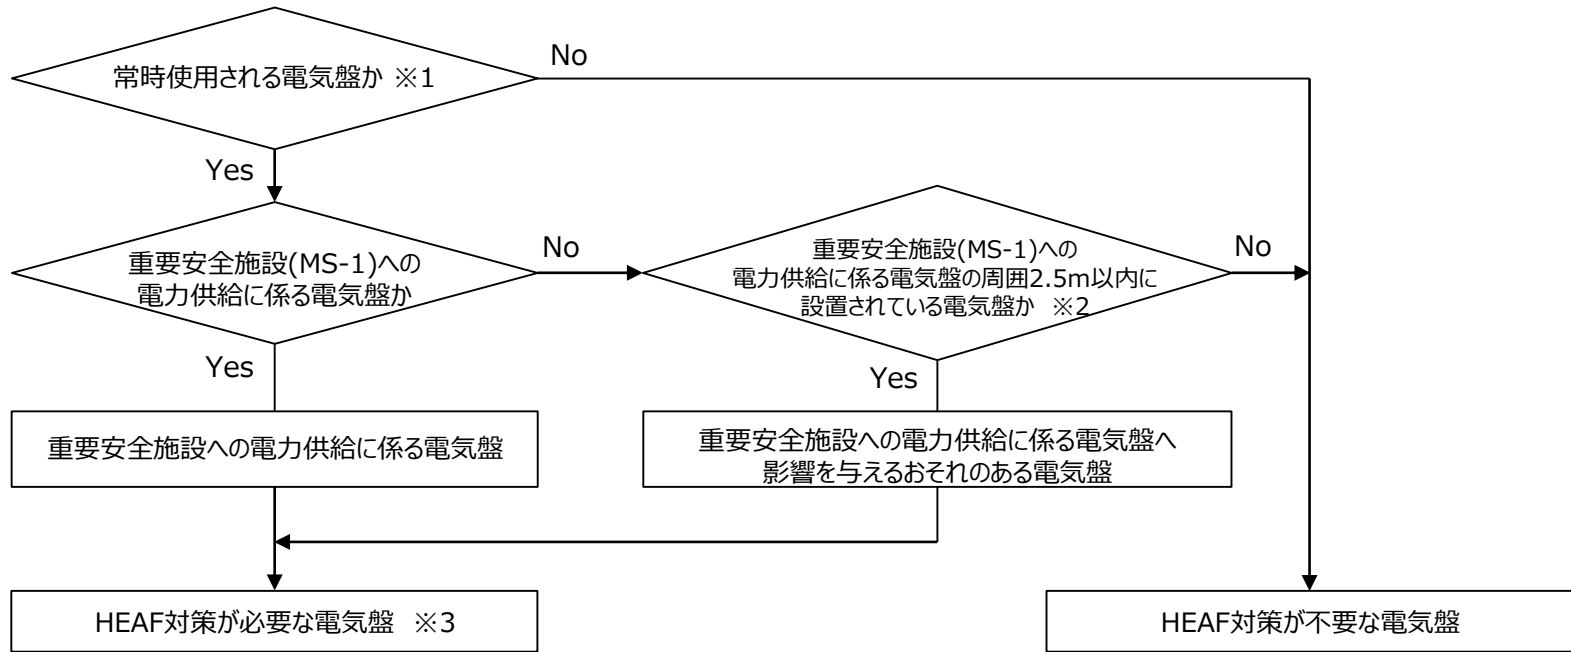 常時使用される電気盤か ※1
No
Yes
重要安全施設(MS-1)への
電力供給に係る電気盤か
No
重要安全施設(MS-1)への
電力供給に係る電気盤の周囲2.5m以内に
設置されている電気盤か ※2
No
Yes
Yes
重要安全施設への電力供給に係る電気盤
重要安全施設への電力供給に係る電気盤へ
影響を与えるおそれのある電気盤
HEAF対策が必要な電気盤 ※3
HEAF対策が不要な電気盤